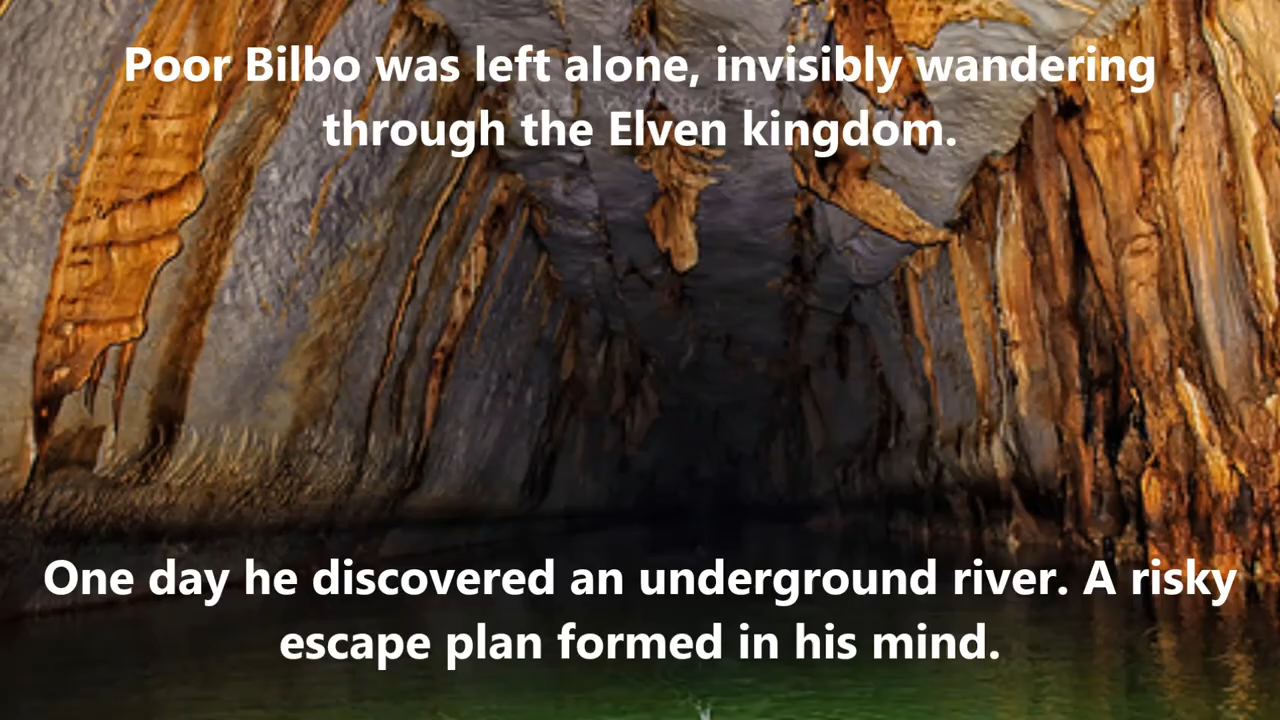 Poor Bilbo was left alone, invisibly wandering
through the Elven kingdom.
One day he discovered an underground river. A risky
escape plan formed in his mind.